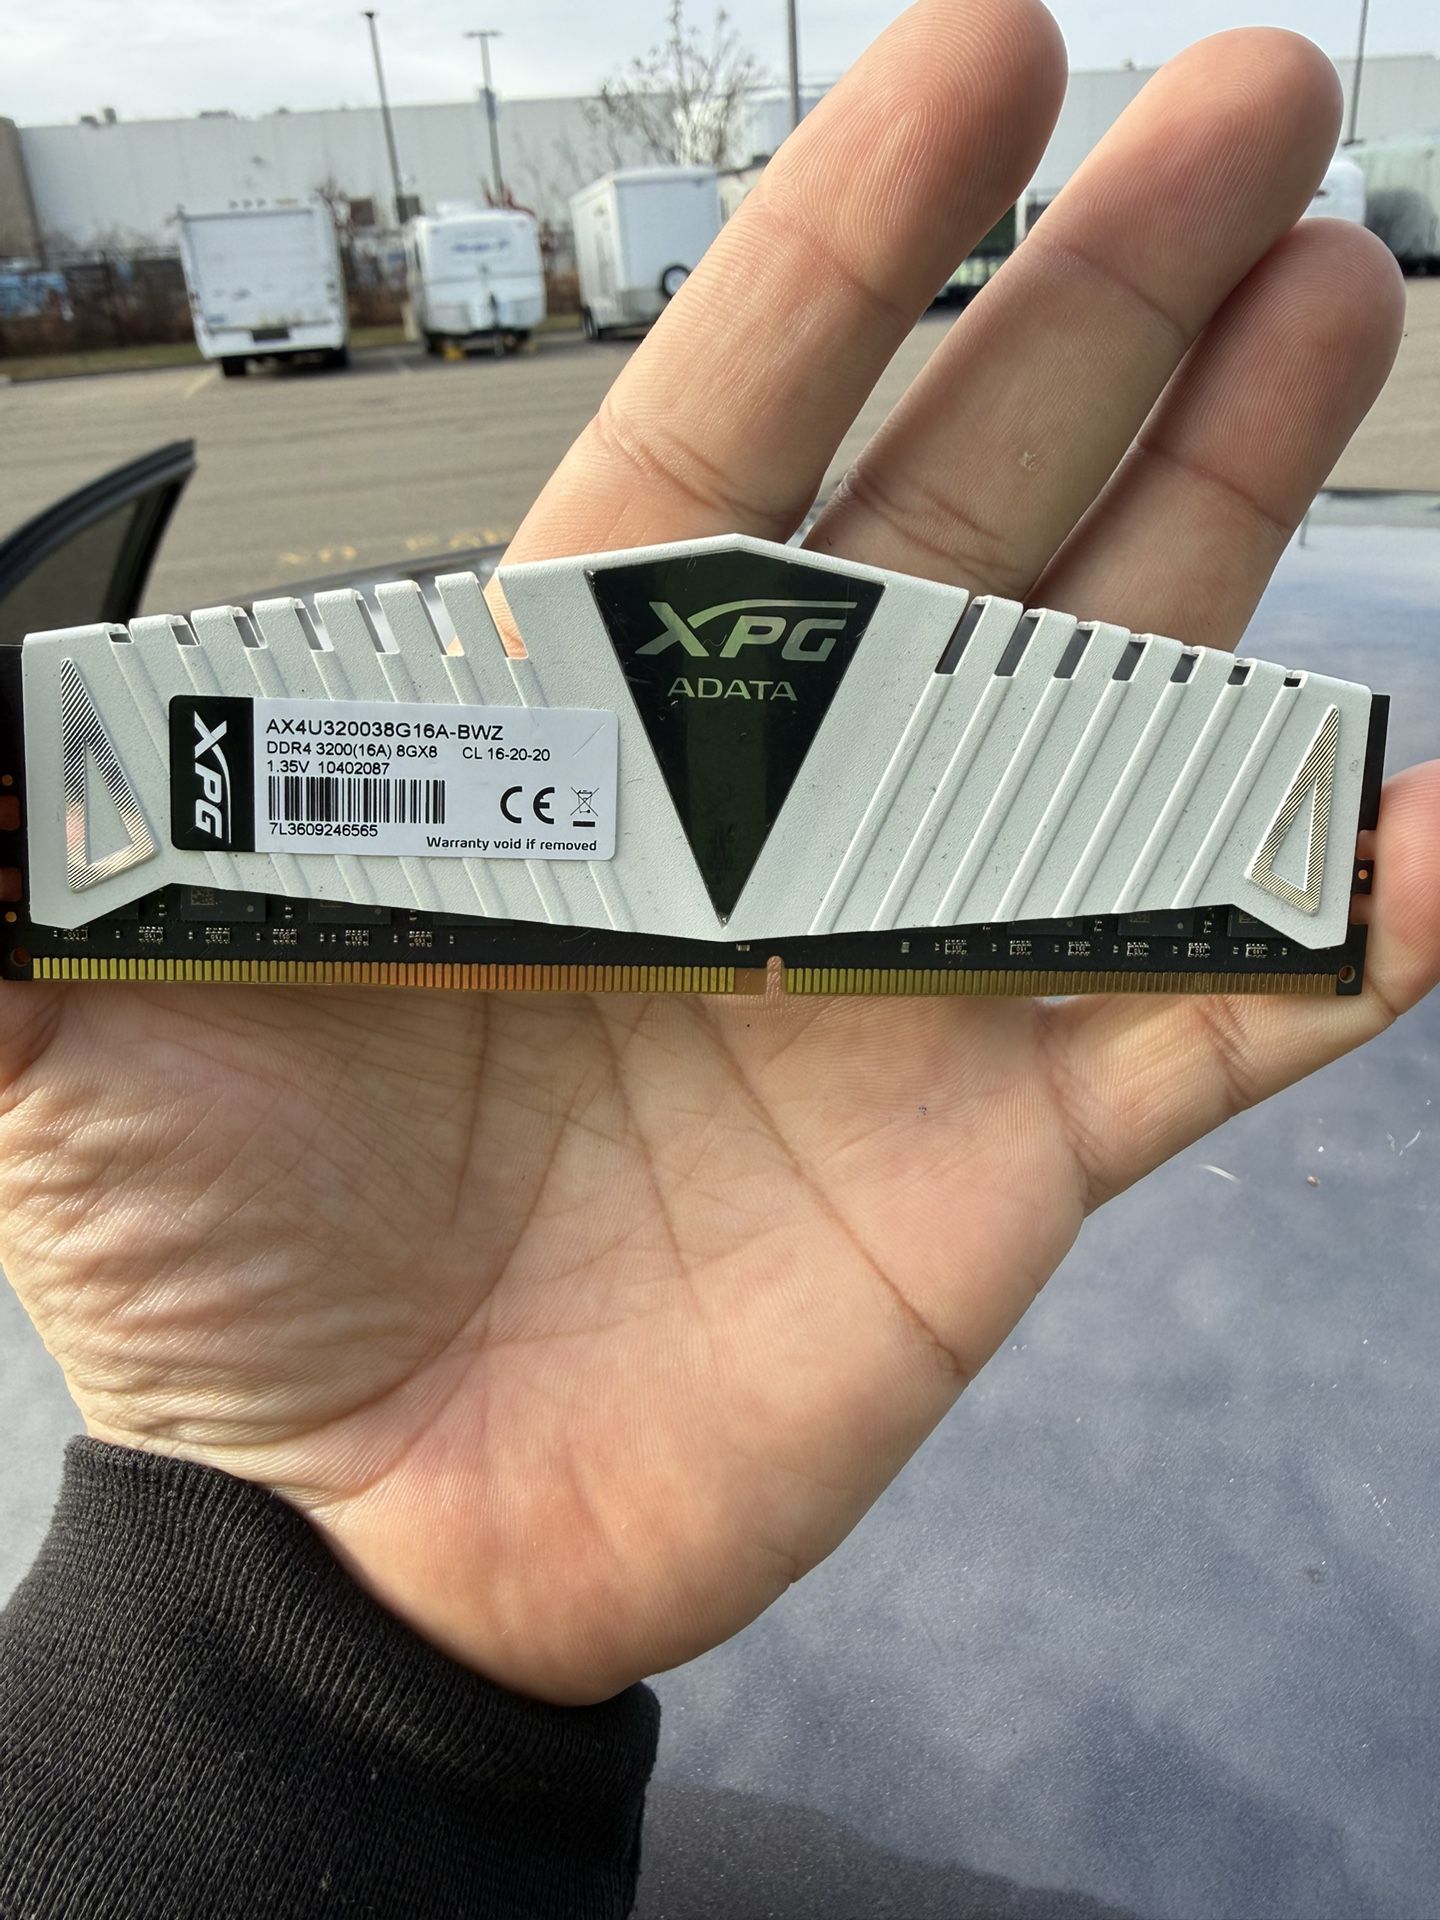 XPG
ADATA
XPG
AX4U320038G16A-BWZ
DDR4 3200(16A) 8GX8 CL 16-20-20
1.35V 10402087
CE
7L3609246565
Warranty void if removed